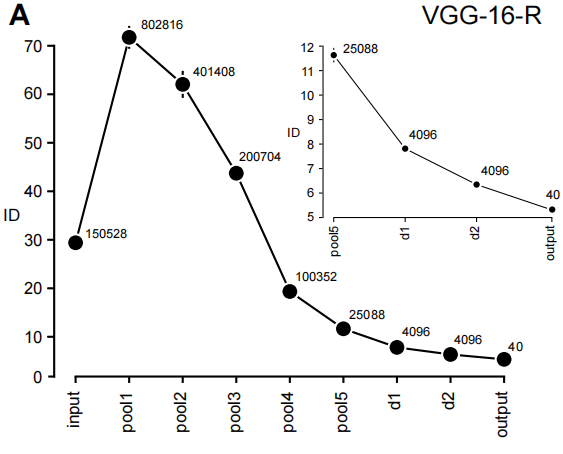 A
VGG-16-R
ID
70
60
50
40
30
20
10
0
150528
802816
401408
200704
100352
25088
4096
4096
40
input
pool1
pool2
pool3
pool4
pool5
d1
d2
output
ID
12
11
10
9
8
7
6
5
25088
4096
4096
40
pool5
d1
d2
output